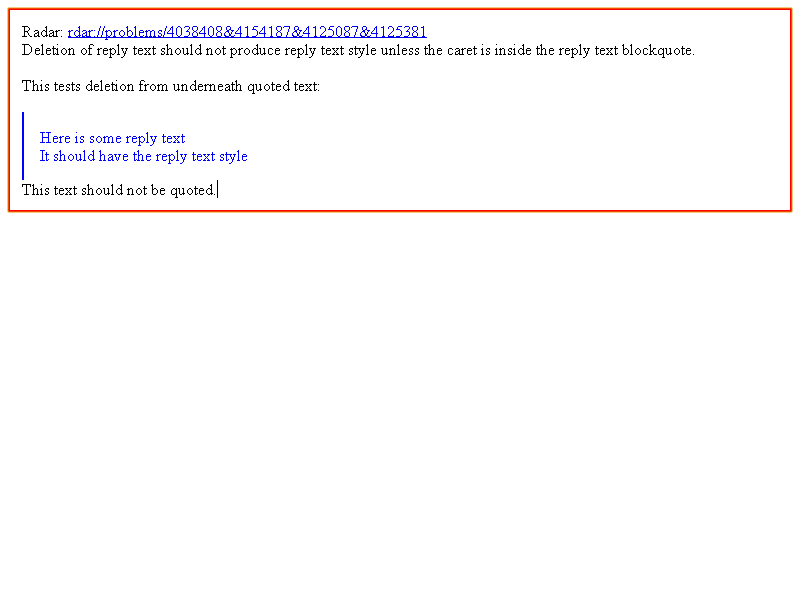 Radar: rdar://problems/4038408&4154187&4125087&4125381
Deletion of reply text should not produce reply text style unless the caret is inside the reply text blockquote.
This tests deletion from underneath quoted text:
Here is some reply text
It should have the reply text style
This text should not be quoted.